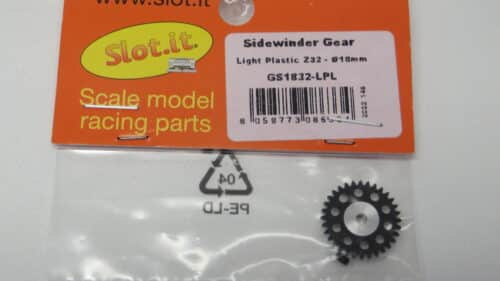 www.slot.it
Slot.it.
Scale model
racing parts
Sidewinder Gear
Light Plastic Z32 - Ø18mm
GS1832-LPL
04
PE-LD